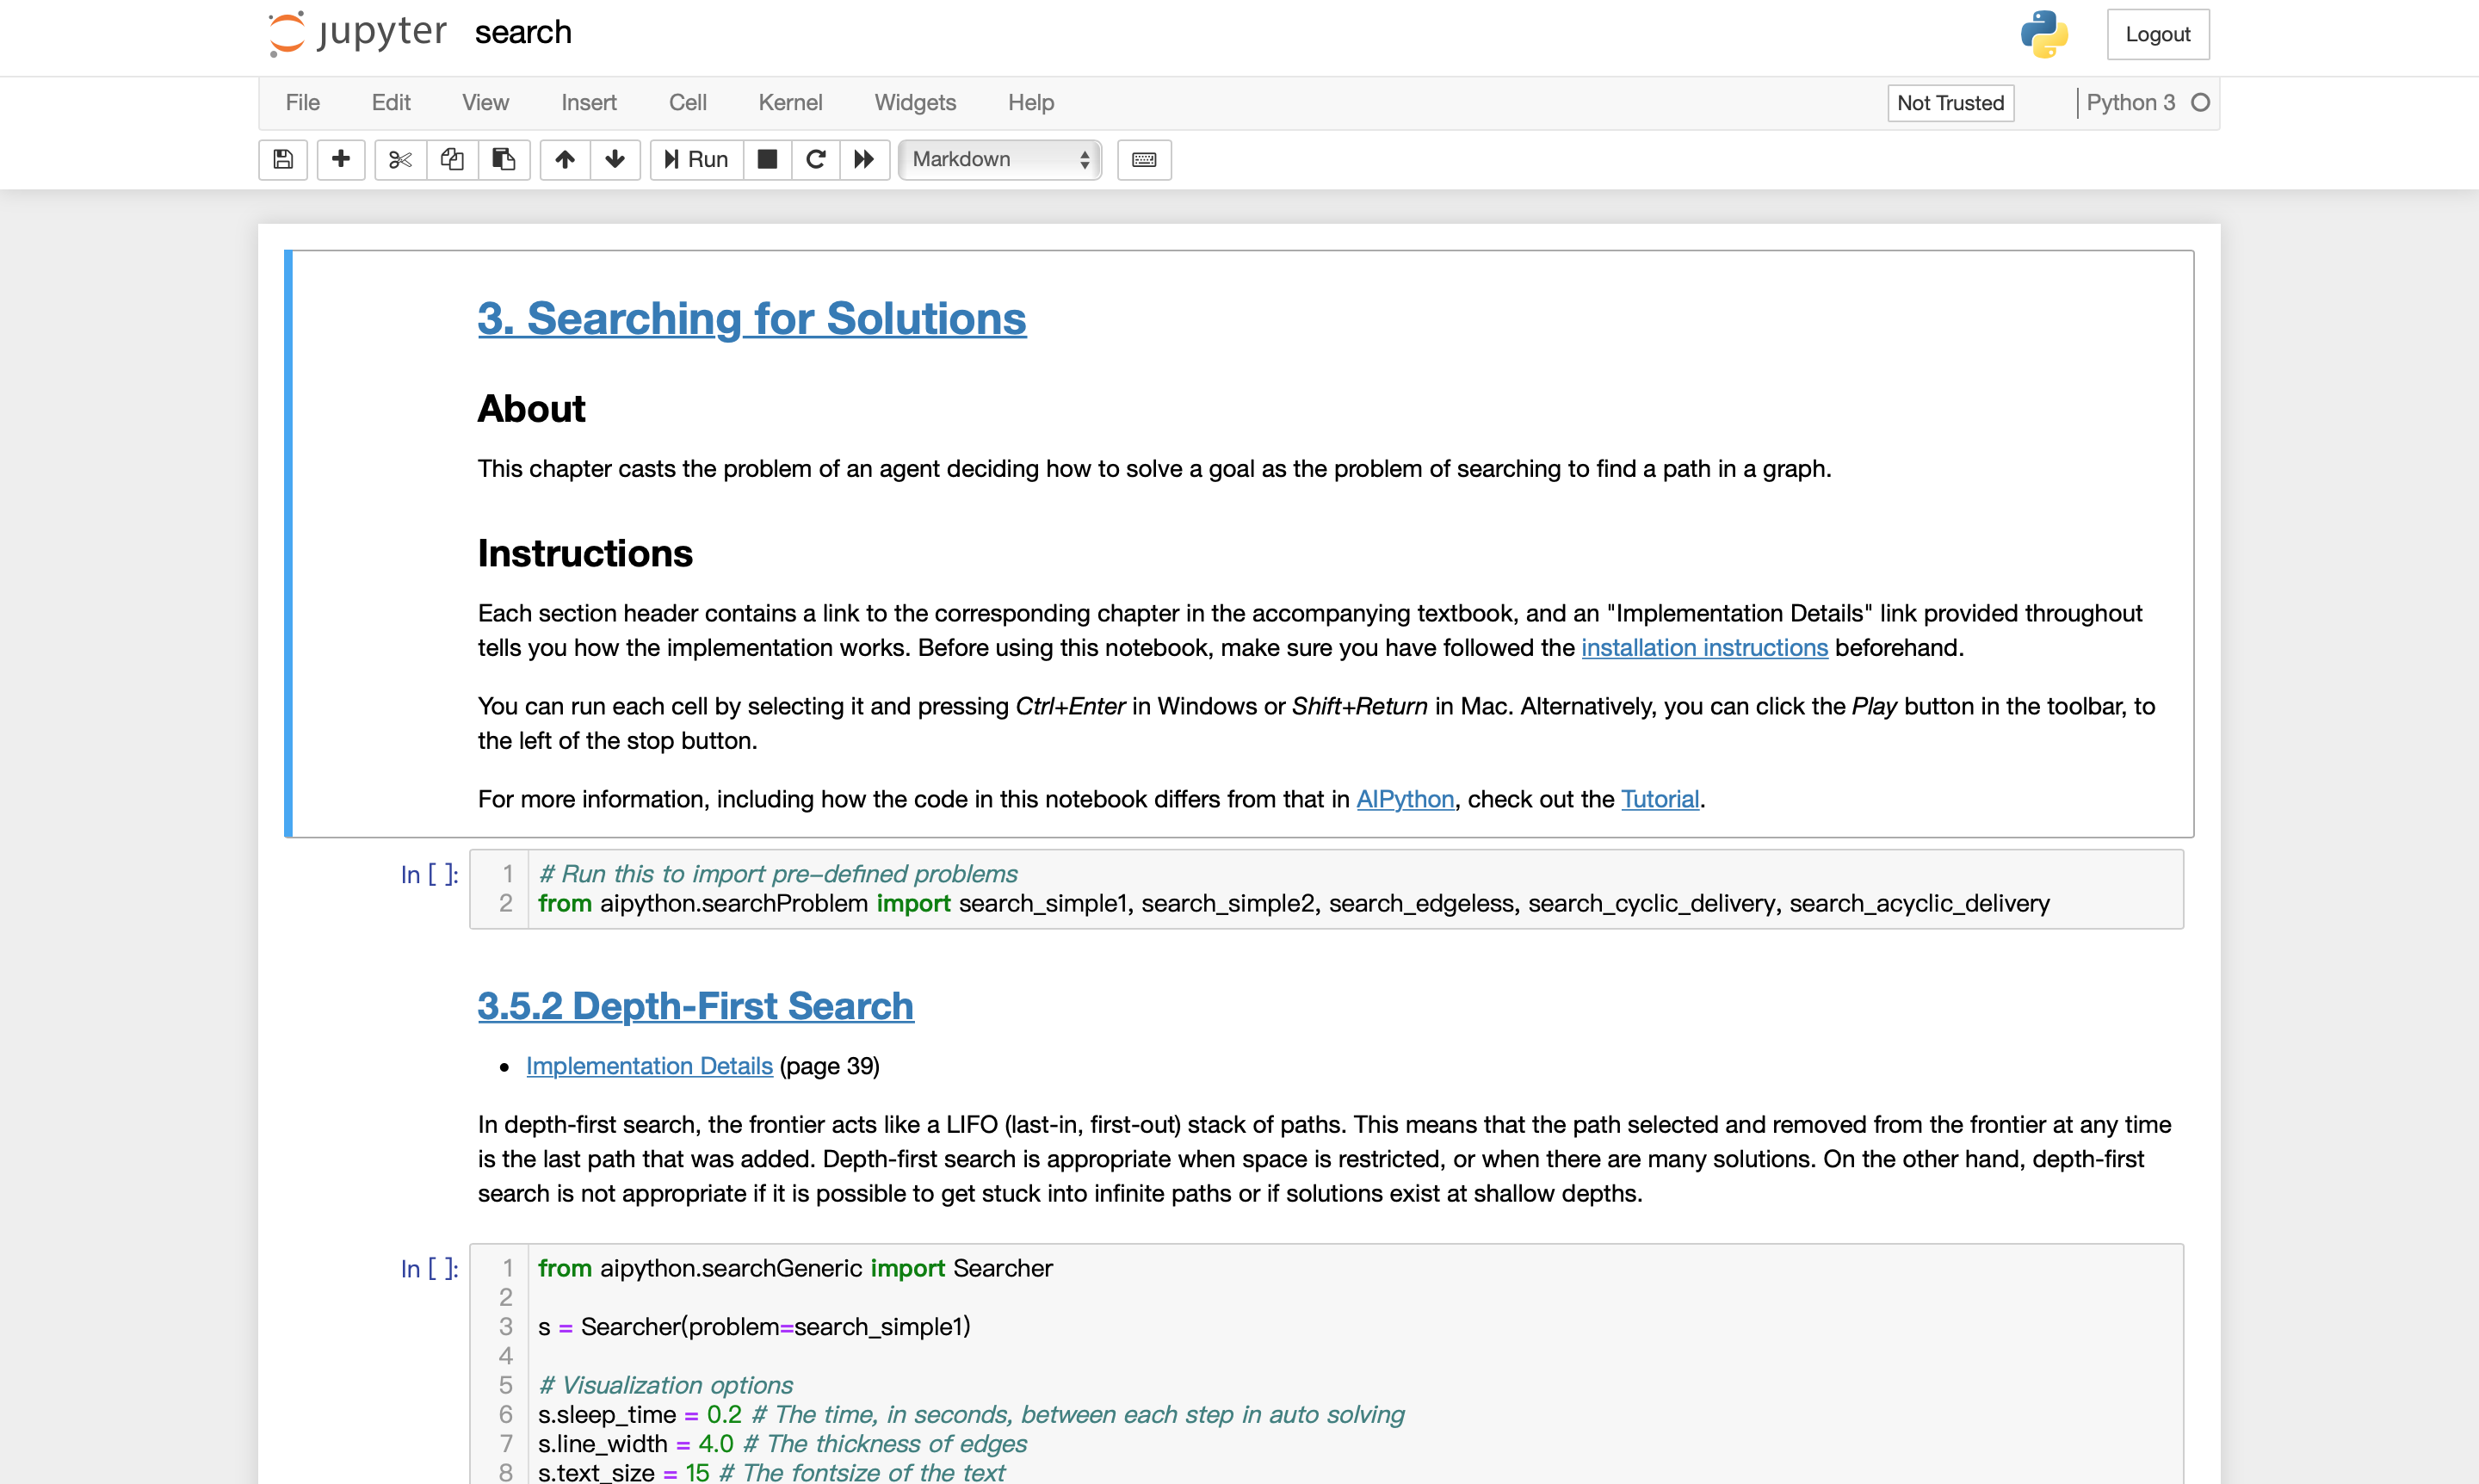 jupyter search
Logout
File Edit View Insert Cell Kernel Widgets Help
Not Trusted
Python 3
Run
Markdown
3. Searching for Solutions
About
This chapter casts the problem of an agent deciding how to solve a goal as the problem of searching to find a path in a graph.
Instructions
Each section header contains a link to the corresponding chapter in the accompanying textbook, and an "Implementation Details" link provided throughout
tells you how the implementation works. Before using this notebook, make sure you have followed the installation instructions beforehand.
You can run each cell by selecting it and pressing Ctrl+Enter in Windows or Shift+Return in Mac. Alternatively, you can click the Play button in the toolbar, to
the left of the stop button.
For more information, including how the code in this notebook differs from that in AIPython, check out the Tutorial.
In [ ]:
1 # Run this to import pre-defined problems
2 from aipython.searchProblem import search_simple1, search_simple2, search_edgeless, search_cyclic_delivery, search_acyclic_delivery
3.5.2 Depth-First Search
• Implementation Details (page 39)
In depth-first search, the frontier acts like a LIFO (last-in, first-out) stack of paths. This means that the path selected and removed from the frontier at any time
is the last path that was added. Depth-first search is appropriate when space is restricted, or when there are many solutions. On the other hand, depth-first
search is not appropriate if it is possible to get stuck into infinite paths or if solutions exist at shallow depths.
In [ ]:
1 from aipython.searchGeneric import Searcher
2
3 s = Searcher(problem=search_simple1)
4
5 # Visualization options
6 s.sleep_time = 0.2 # The time, in seconds, between each step in auto solving
7 s.line_width = 4.0 # The thickness of edges
8 s.text_size = 15 # The fontsize of the text